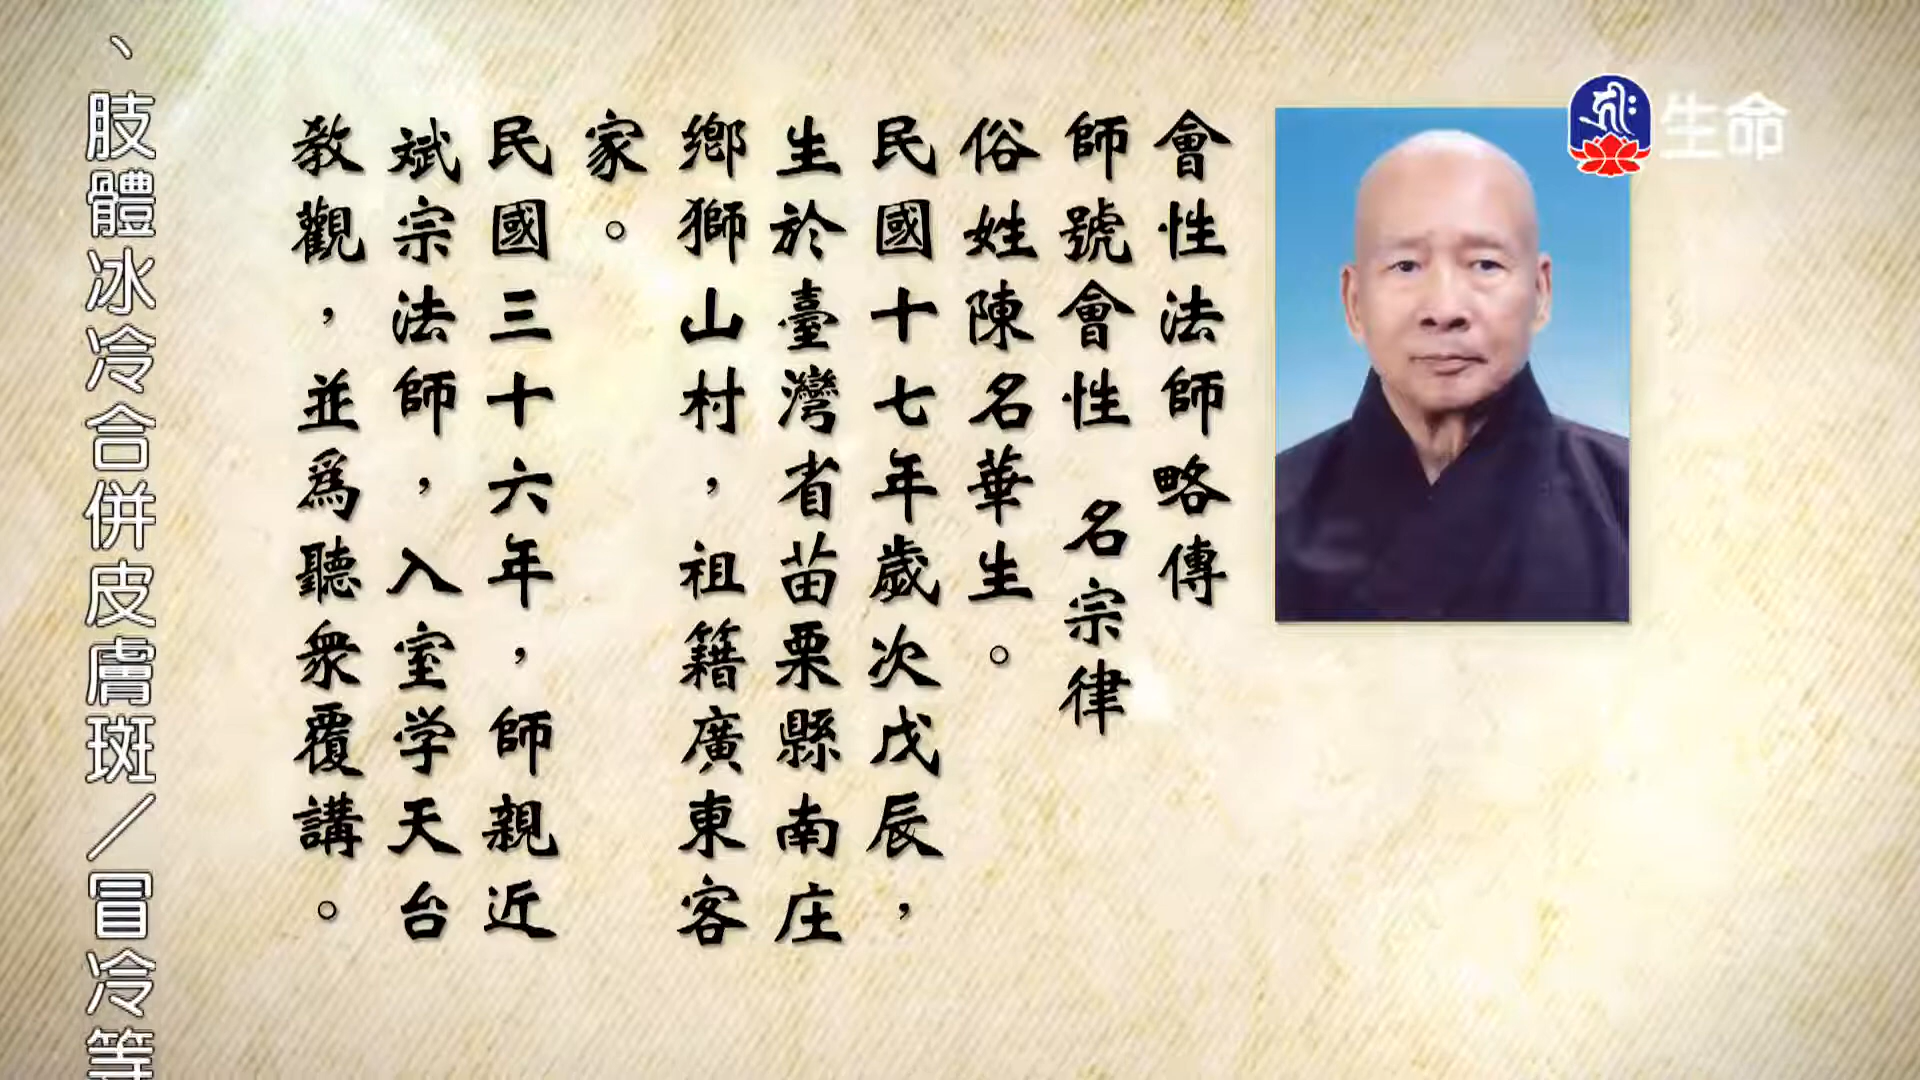 會性法師略傳
師號會性 名宗律
俗姓陳名華生。
民國十七年歲次戊辰，
生於臺灣省苗栗縣南庄
鄉獅山村，祖籍廣東客
家。
民國三十六年，師親近
斌宗法師，入室学天台
教觀，並為聽眾覆講。
生命
、肢體冰冷合併皮膚斑／冒冷等